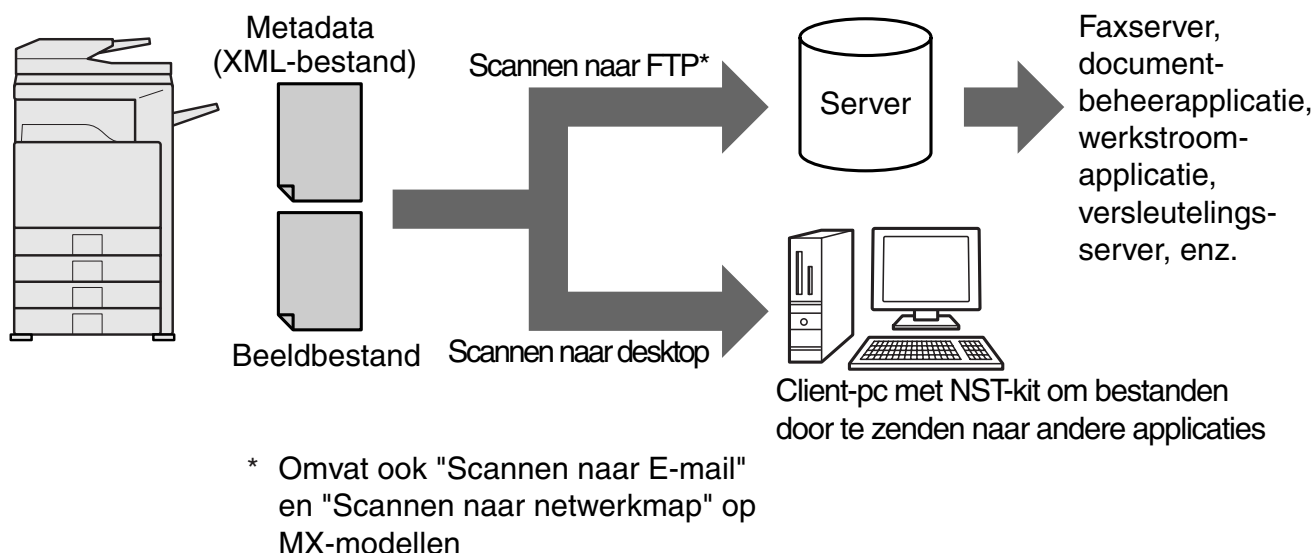 Metadata
(XML-bestand)
Beeldbestand
Scannen naar FTP*
Scannen naar desktop
Server
Faxserver,
document-
beheerapplicatie,
werkstroom-
applicatie,
versleutelings-
server, enz.
Client-pc met NST-kit om bestanden
door te zenden naar andere applicaties
* Omvat ook "Scannen naar E-mail"
en "Scannen naar netwerkmap" op
MX-modellen